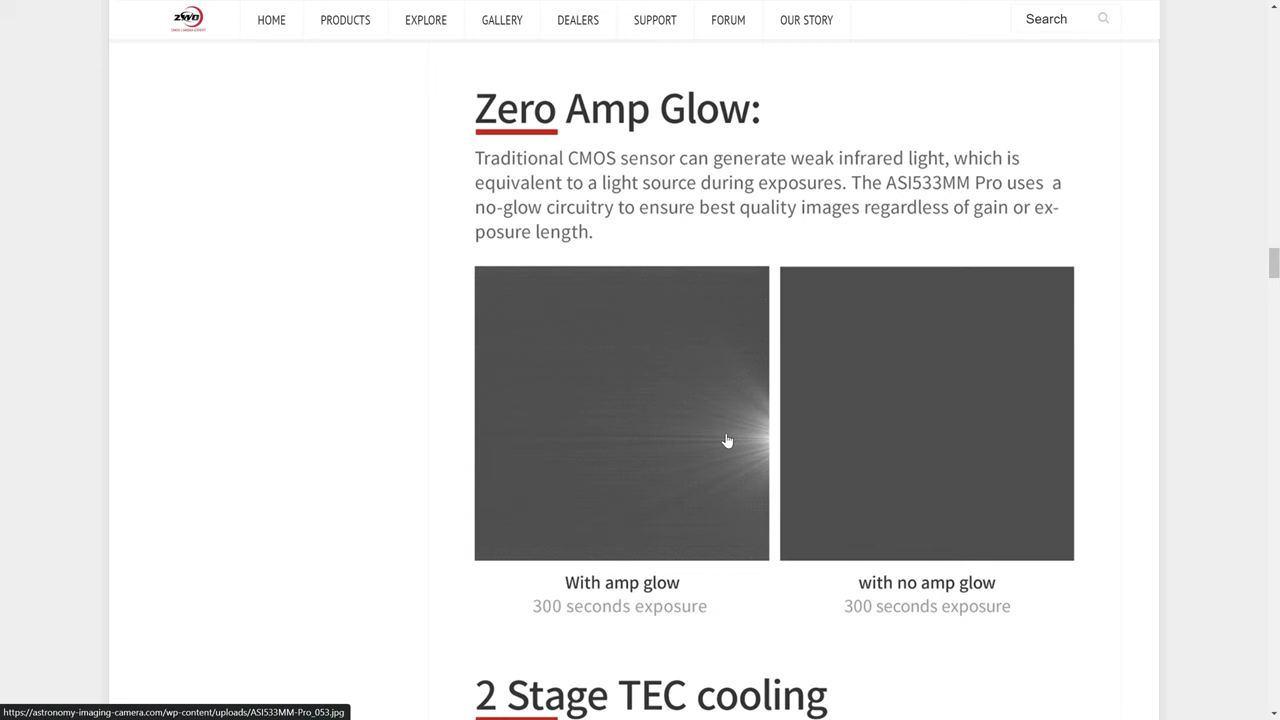 ZWO
HOME PRODUCTS EXPLORE GALLERY DEALERS SUPPORT FORUM OUR STORY Search
Zero Amp Glow:
Traditional CMOS sensor can generate weak infrared light, which is
equivalent to a light source during exposures. The ASI533MM Pro uses a
no-glow circuitry to ensure best quality images regardless of gain or ex-
posure length.
With amp glow with no amp glow
300 seconds exposure 300 seconds exposure
2 Stage TEC cooling
https://astronomy-imaging-camera.com/wp-content/uploads/ASI533MM-Pro_053.jpg